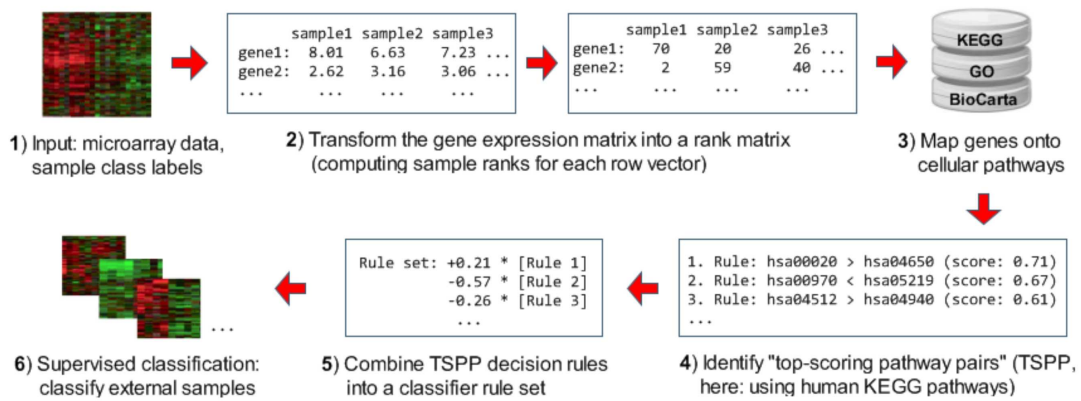 sample1 sample2 sample3
gene1: 8.01 6.63 7.23 ...
gene2: 2.62 3.16 3.06 ...
... ... ... ...
sample1 sample2 sample3
gene1: 70 20 26 ...
gene2: 2 59 40 ...
... ... ... ...
KEGG
GO
BioCarta
1) Input: microarray data,
sample class labels
2) Transform the gene expression matrix into a rank matrix
(computing sample ranks for each row vector)
3) Map genes onto
cellular pathways
1. Rule: hsa00020 > hsa04650 (score: 0.71)
2. Rule: hsa00970 < hsa05219 (score: 0.67)
3. Rule: hsa04512 > hsa04940 (score: 0.61)
...
4) Identify "top-scoring pathway pairs" (TSPP,
here: using human KEGG pathways)
Rule set: +0.21 * [Rule 1]
-0.57 * [Rule 2]
-0.26 * [Rule 3]
...
5) Combine TSPP decision rules
into a classifier rule set
...
6) Supervised classification:
classify external samples